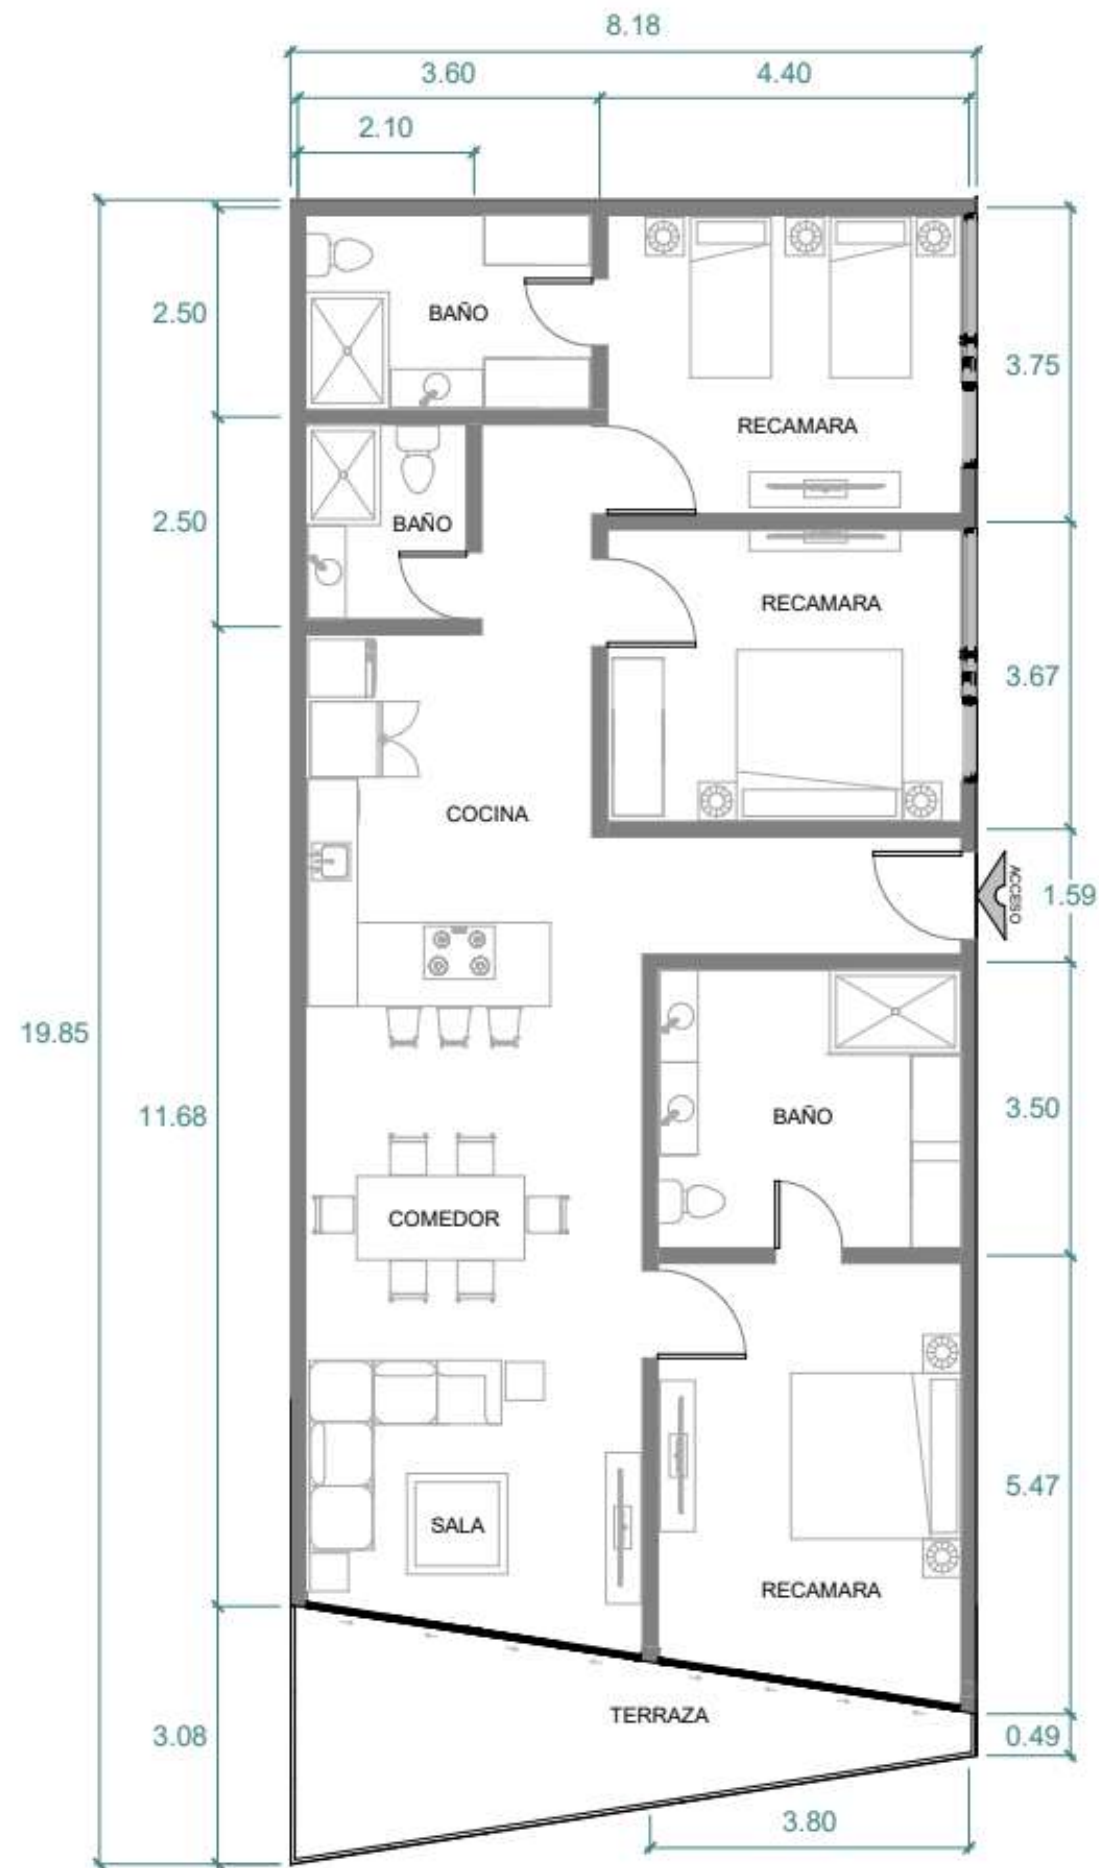 8.18
3.60
4.40
2.10
2.50
BAÑO
3.75
RECAMARA
2.50
BAÑO
RECAMARA
3.67
COCINA
ACCESO
1.59
19.85
11.68
BAÑO
3.50
COMEDOR
5.47
SALA
RECAMARA
TERRAZA
3.08
0.49
3.80